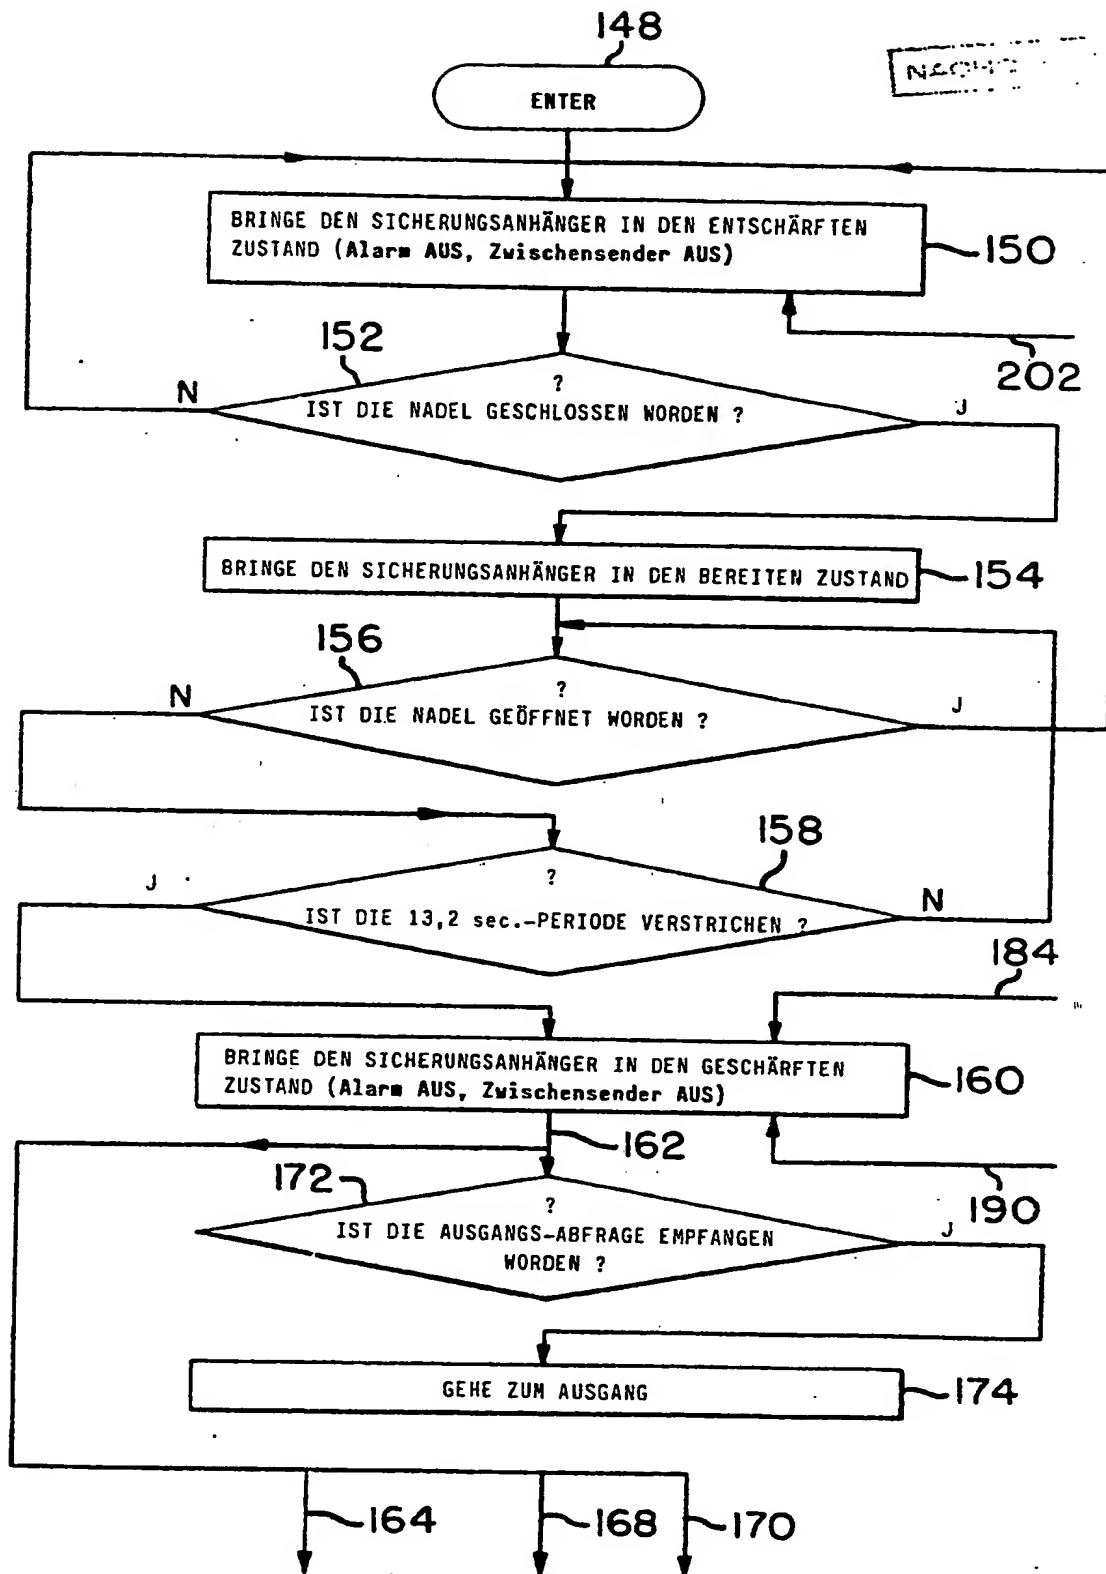 148
ENTER
BRINGE DEN SICHERUNGSANHÄNGER IN DEN ENTSCHÄRFTEN
ZUSTAND (Alarm AUS, Zwischensender AUS)
150
202
152
N
?
IST DIE NADEL GESCHLOSSEN WORDEN ?
J
BRINGE DEN SICHERUNGSANHÄNGER IN DEN BEREITEN ZUSTAND
154
156
N
?
IST DIE NADEL GEÖFFNET WORDEN ?
J
158
J
?
IST DIE 13,2 sec.-PERIODE VERSTRICHEN ?
N
184
BRINGE DEN SICHERUNGSANHÄNGER IN DEN GESCHÄRFTEN
ZUSTAND (Alarm AUS, Zwischensender AUS)
160
162
190
172
?
IST DIE AUSGANGS-ABFRAGE EMPFANGEN
WORDEN ?
J
GEHE ZUM AUSGANG
174
164
168
170